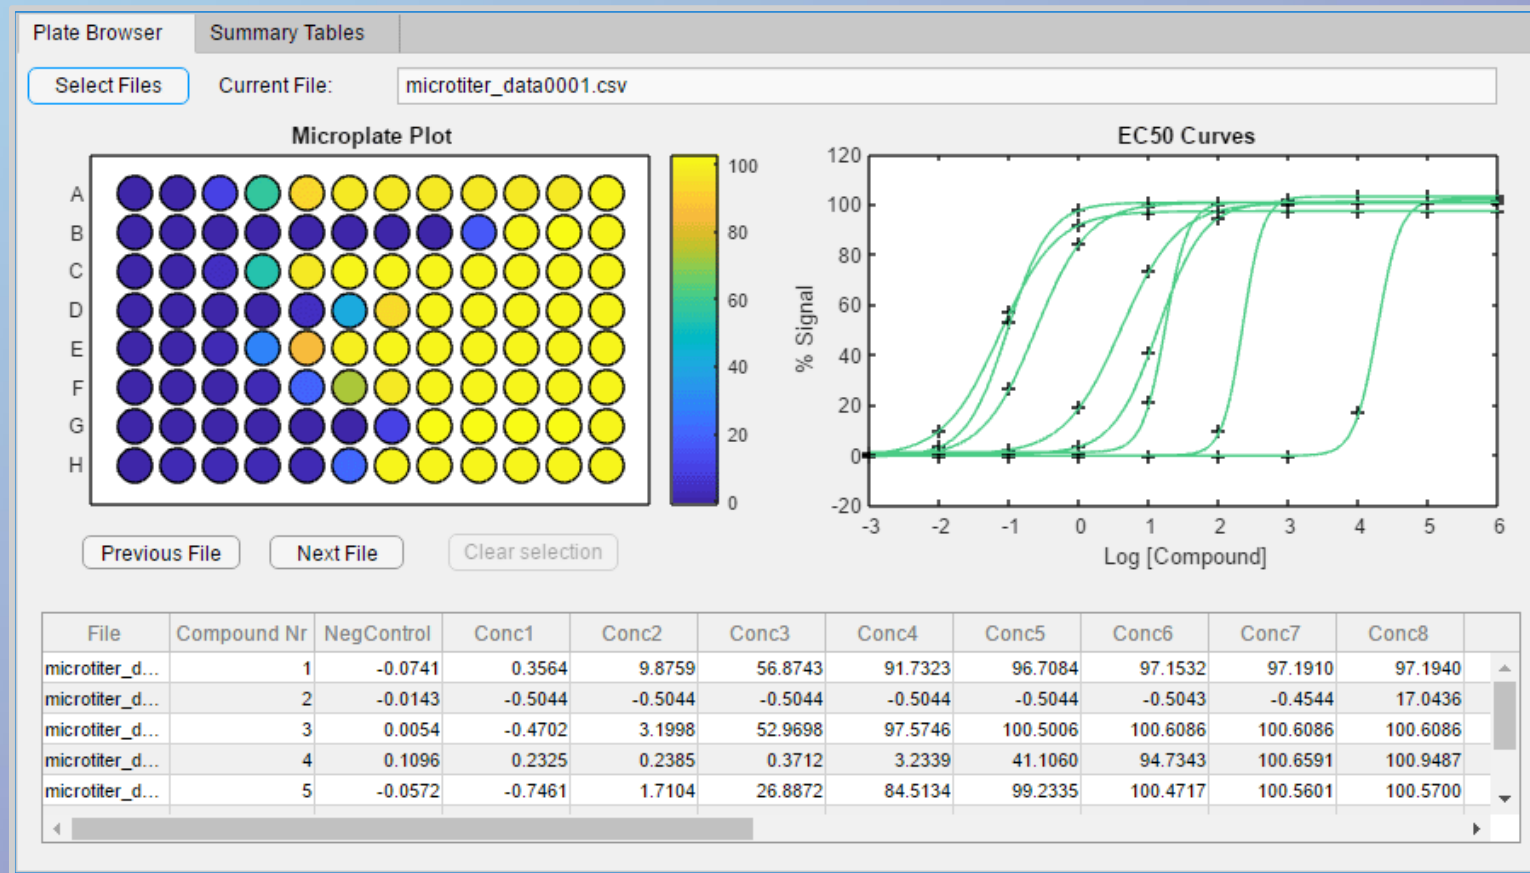 Plate Browser Summary Tables
Select Files Current File: microtiter_data0001.csv
Microplate Plot
A
B
C
D
E
F
G
H
100
80
60
40
20
0
EC50 Curves
120
100
80
60
40
20
0
-20
% Signal
-3 -2 -1 0 1 2 3 4 5 6
Log [Compound]
Previous File Next File Clear selection
File Compound Nr NegControl Conc1 Conc2 Conc3 Conc4 Conc5 Conc6 Conc7 Conc8
microtiter_d... 1 -0.0741 0.3564 9.8759 56.8743 91.7323 96.7084 97.1532 97.1910 97.1940
microtiter_d... 2 -0.0143 -0.5044 -0.5044 -0.5044 -0.5044 -0.5044 -0.5043 -0.4544 17.0436
microtiter_d... 3 0.0054 -0.4702 3.1998 52.9698 97.5746 100.5006 100.6086 100.6086 100.6086
microtiter_d... 4 0.1096 0.2325 0.2385 0.3712 3.2339 41.1060 94.7343 100.6591 100.9487
microtiter_d... 5 -0.0572 -0.7461 1.7104 26.8872 84.5134 99.2335 100.4717 100.5601 100.5700